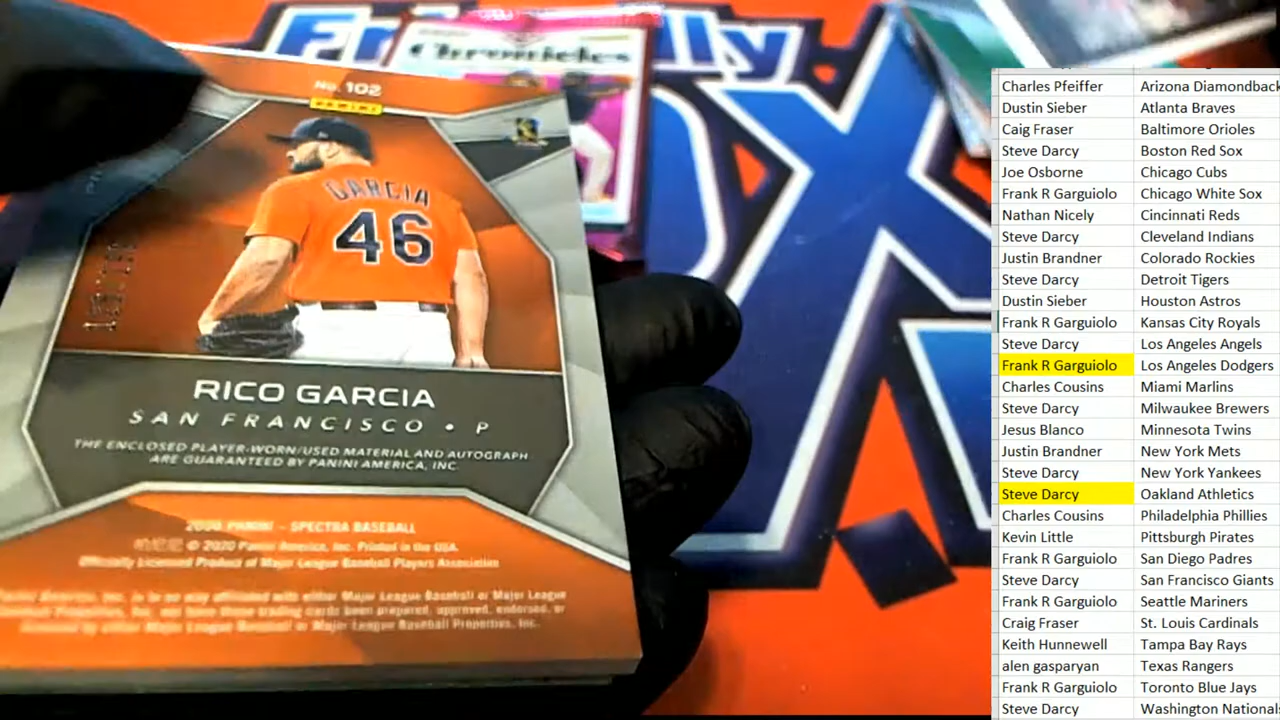 Chronicles
No. 102
PANINI
GARCIA
46
RICO GARCIA
SAN FRANCISCO • P
THE ENCLOSED PLAYER-WORN/USED MATERIAL AND AUTOGRAPH
ARE GUARANTEED BY PANINI AMERICA, INC.
2020 PANINI – SPECTRA BASEBALL
© 2020 Panini America, Inc. Printed in the USA.
Officially Licensed Product of Major League Baseball Players Association
Charles Pfeiffer Arizona Diamondback
Dustin Sieber Atlanta Braves
Caig Fraser Baltimore Orioles
Steve Darcy Boston Red Sox
Joe Osborne Chicago Cubs
Frank R Garguiolo Chicago White Sox
Nathan Nicely Cincinnati Reds
Steve Darcy Cleveland Indians
Justin Brandner Colorado Rockies
Steve Darcy Detroit Tigers
Dustin Sieber Houston Astros
Frank R Garguiolo Kansas City Royals
Steve Darcy Los Angeles Angels
Frank R Garguiolo Los Angeles Dodgers
Charles Cousins Miami Marlins
Steve Darcy Milwaukee Brewers
Jesus Blanco Minnesota Twins
Justin Brandner New York Mets
Steve Darcy New York Yankees
Steve Darcy Oakland Athletics
Charles Cousins Philadelphia Phillies
Kevin Little Pittsburgh Pirates
Frank R Garguiolo San Diego Padres
Steve Darcy San Francisco Giants
Frank R Garguiolo Seattle Mariners
Craig Fraser St. Louis Cardinals
Keith Hunnewell Tampa Bay Rays
alen gasparyan Texas Rangers
Frank R Garguiolo Toronto Blue Jays
Steve Darcy Washington National